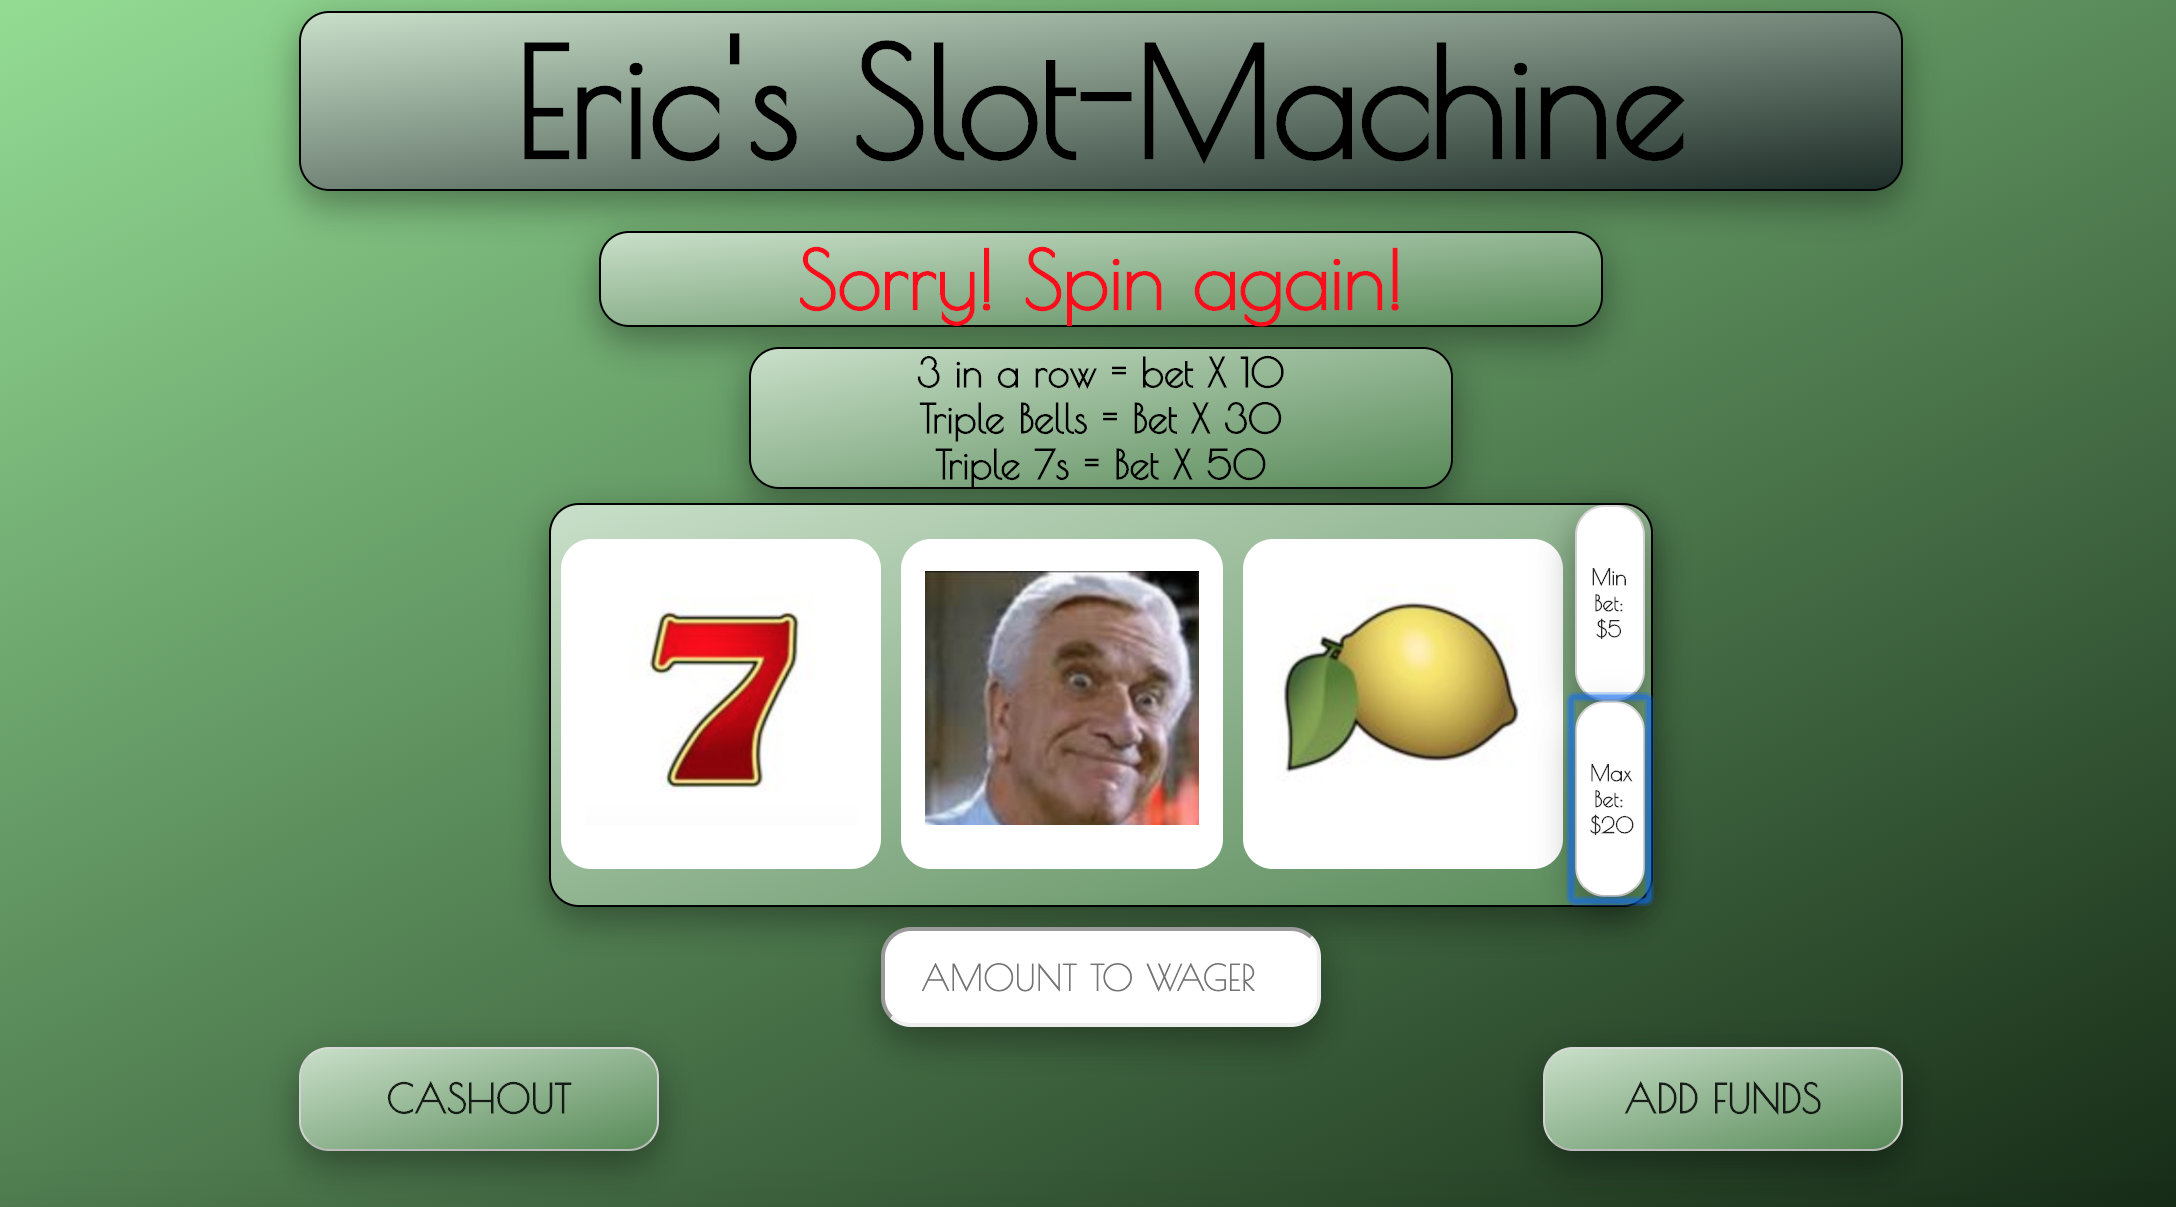 Eric's Slot-Machine
Sorry! Spin again!
3 in a row = bet X 10
Triple Bells = Bet X 30
Triple 7s = Bet X 50
7
Min
Bet:
$5
Max
Bet:
$20
AMOUNT TO WAGER
CASHOUT
ADD FUNDS